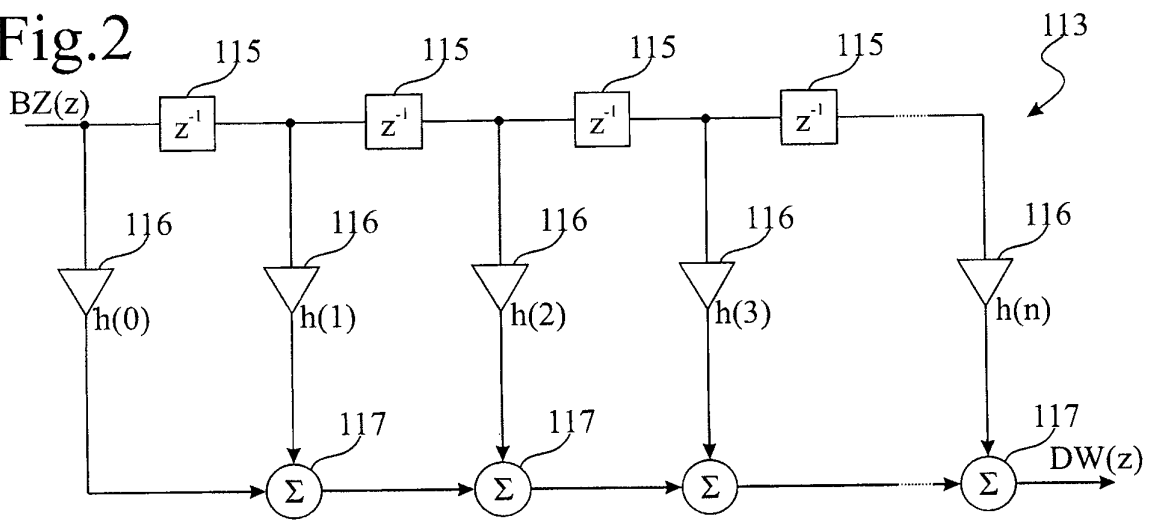 Fig.2
115 115 115 115 113
BZ(z)
z⁻¹ z⁻¹ z⁻¹ z⁻¹
116 116 116 116 116
h(0) h(1) h(2) h(3) h(n)
117 117 117
DW(z)
Σ Σ Σ Σ